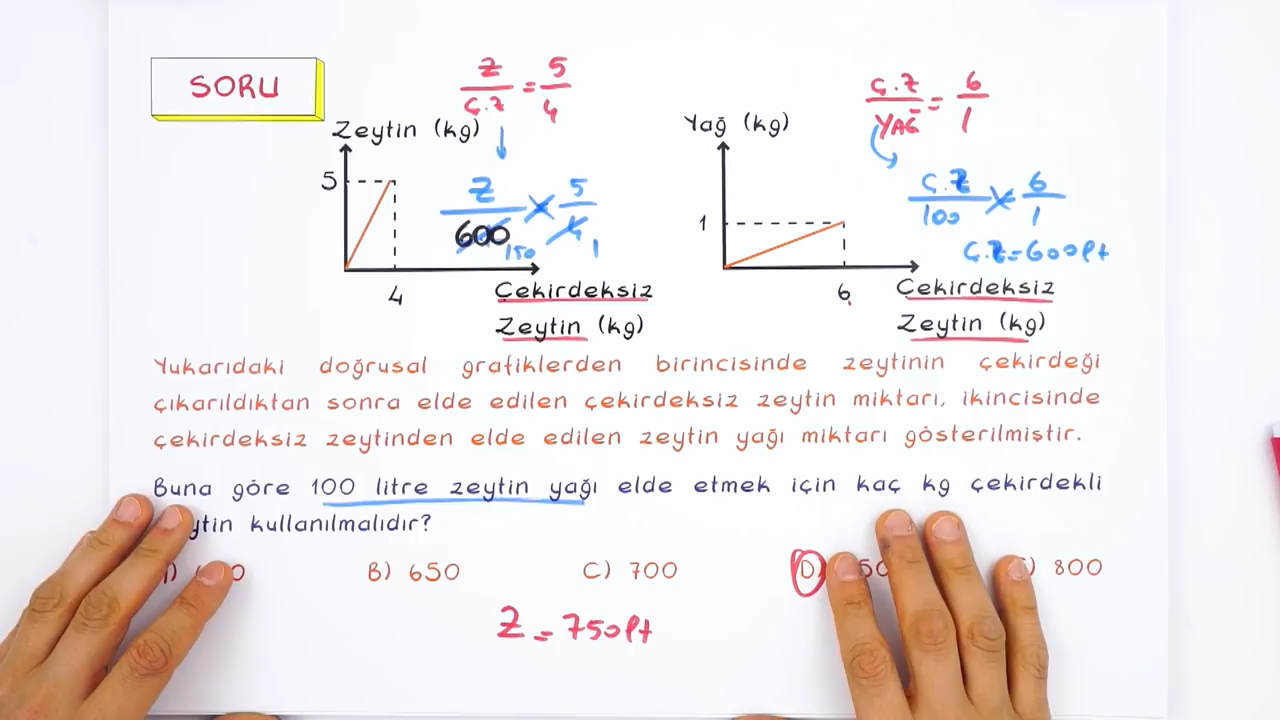 SORU
Z/Ç.Z = 5/4
Zeytin (kg)
5
Z/600 × 5/4
150 1
4
Çekirdeksiz
Zeytin (kg)
Ç.Z/YAĞ = 6/1
Yağ (kg)
1
Ç.Z/100 × 6/1
Ç.Z=600lt
6
Çekirdeksiz
Zeytin (kg)
Yukarıdaki doğrusal grafiklerden birincisinde zeytinin çekirdeği
çıkarıldıktan sonra elde edilen çekirdeksiz zeytin miktarı, ikincisinde
çekirdeksiz zeytinden elde edilen zeytin yağı miktarı gösterilmiştir.
Buna göre 100 litre zeytin yağı elde etmek için kaç kg çekirdekli
kullanılmalıdır?
B) 650
C) 700
D)
800
Z = 750lt